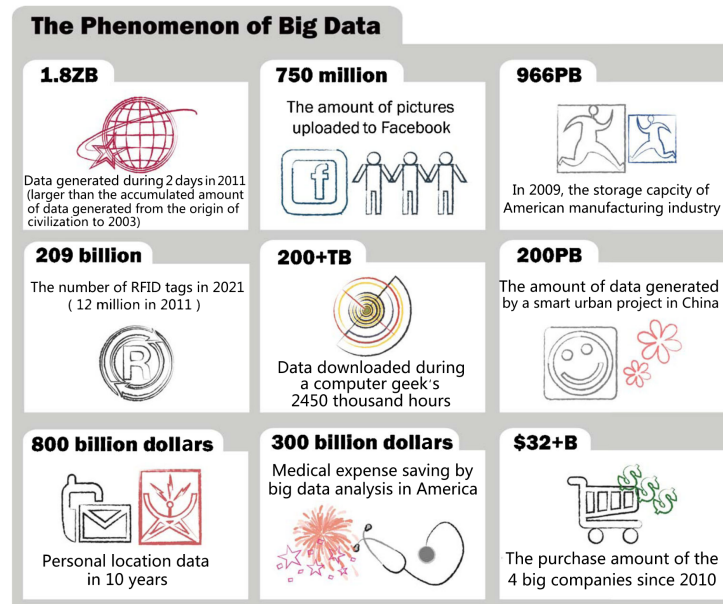 The Phenomenon of Big Data
1.8ZB
Data generated during 2 days in 2011
(larger than the accumulated amount
of data generated from the origin of
civilization to 2003)
750 million
The amount of pictures
uploaded to Facebook
f
966PB
In 2009, the storage capcity of
American manufacturing industry
209 billion
The number of RFID tags in 2021
( 12 million in 2011 )
R
200+TB
Data downloaded during
a computer geek's
2450 thousand hours
200PB
The amount of data generated
by a smart urban project in China
800 billion dollars
Personal location data
in 10 years
300 billion dollars
Medical expense saving by
big data analysis in America
$32+B
$$$
The purchase amount of the
4 big companies since 2010